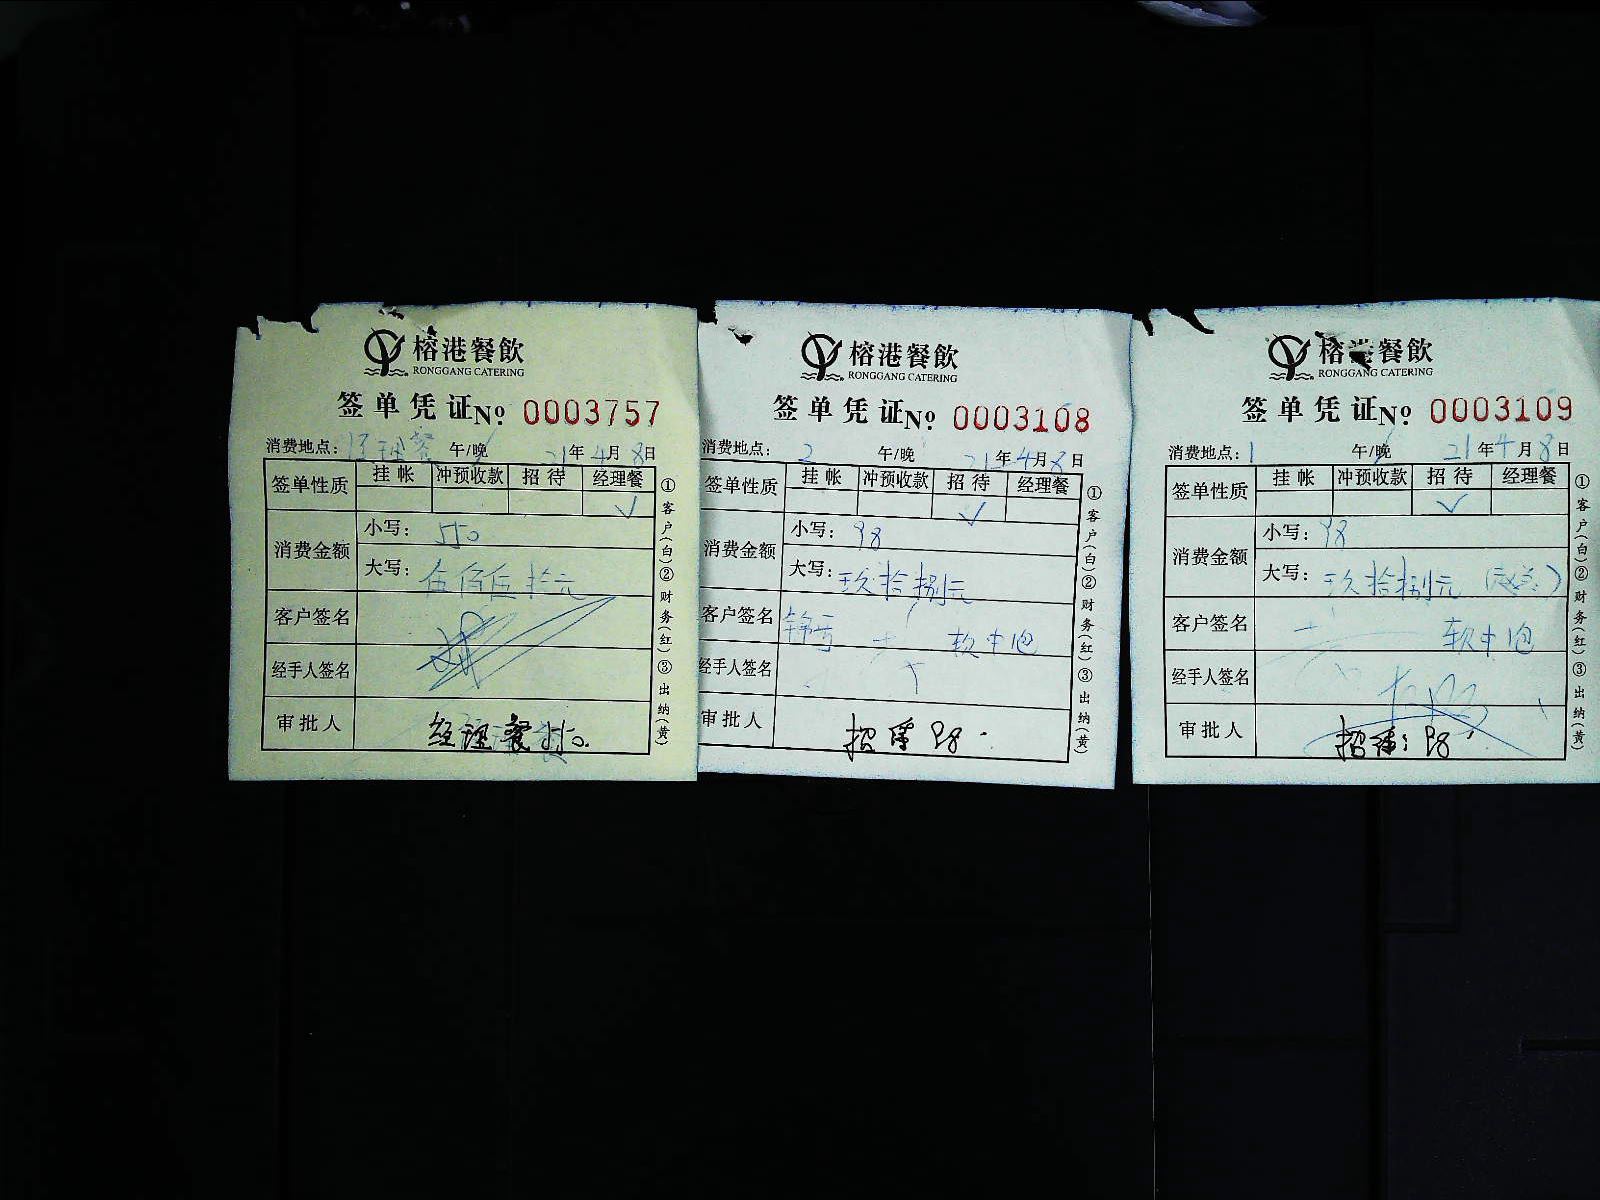 榕港餐飲
RONGGANG CATERING
签单凭证 № 0003757
消费地点: 经理餐 午/晚 21年4月8日
签单性质 挂帐 冲预收款 招待 经理餐
✓
消费金额 小写: 550
大写: 伍佰伍拾元
客户签名
经手人签名
审批人 经理餐
①客户(白)②财务(红)③出纳(黄)
榕港餐飲
RONGGANG CATERING
签单凭证 № 0003108
消费地点: 2 午/晚 21年4月8日
签单性质 挂帐 冲预收款 招待 经理餐
✓
消费金额 小写: 98
大写: 玖拾捌元
客户签名 软中包
经手人签名
审批人 招待 98
①客户(白)②财务(红)③出纳(黄)
榕港餐飲
RONGGANG CATERING
签单凭证 № 0003109
消费地点: 1 午/晚 21年4月8日
签单性质 挂帐 冲预收款 招待 经理餐
✓
消费金额 小写: 98
大写: 玖拾捌元
客户签名 软中包
经手人签名
审批人 招待: 98
①客户(白)②财务(红)③出纳(黄)